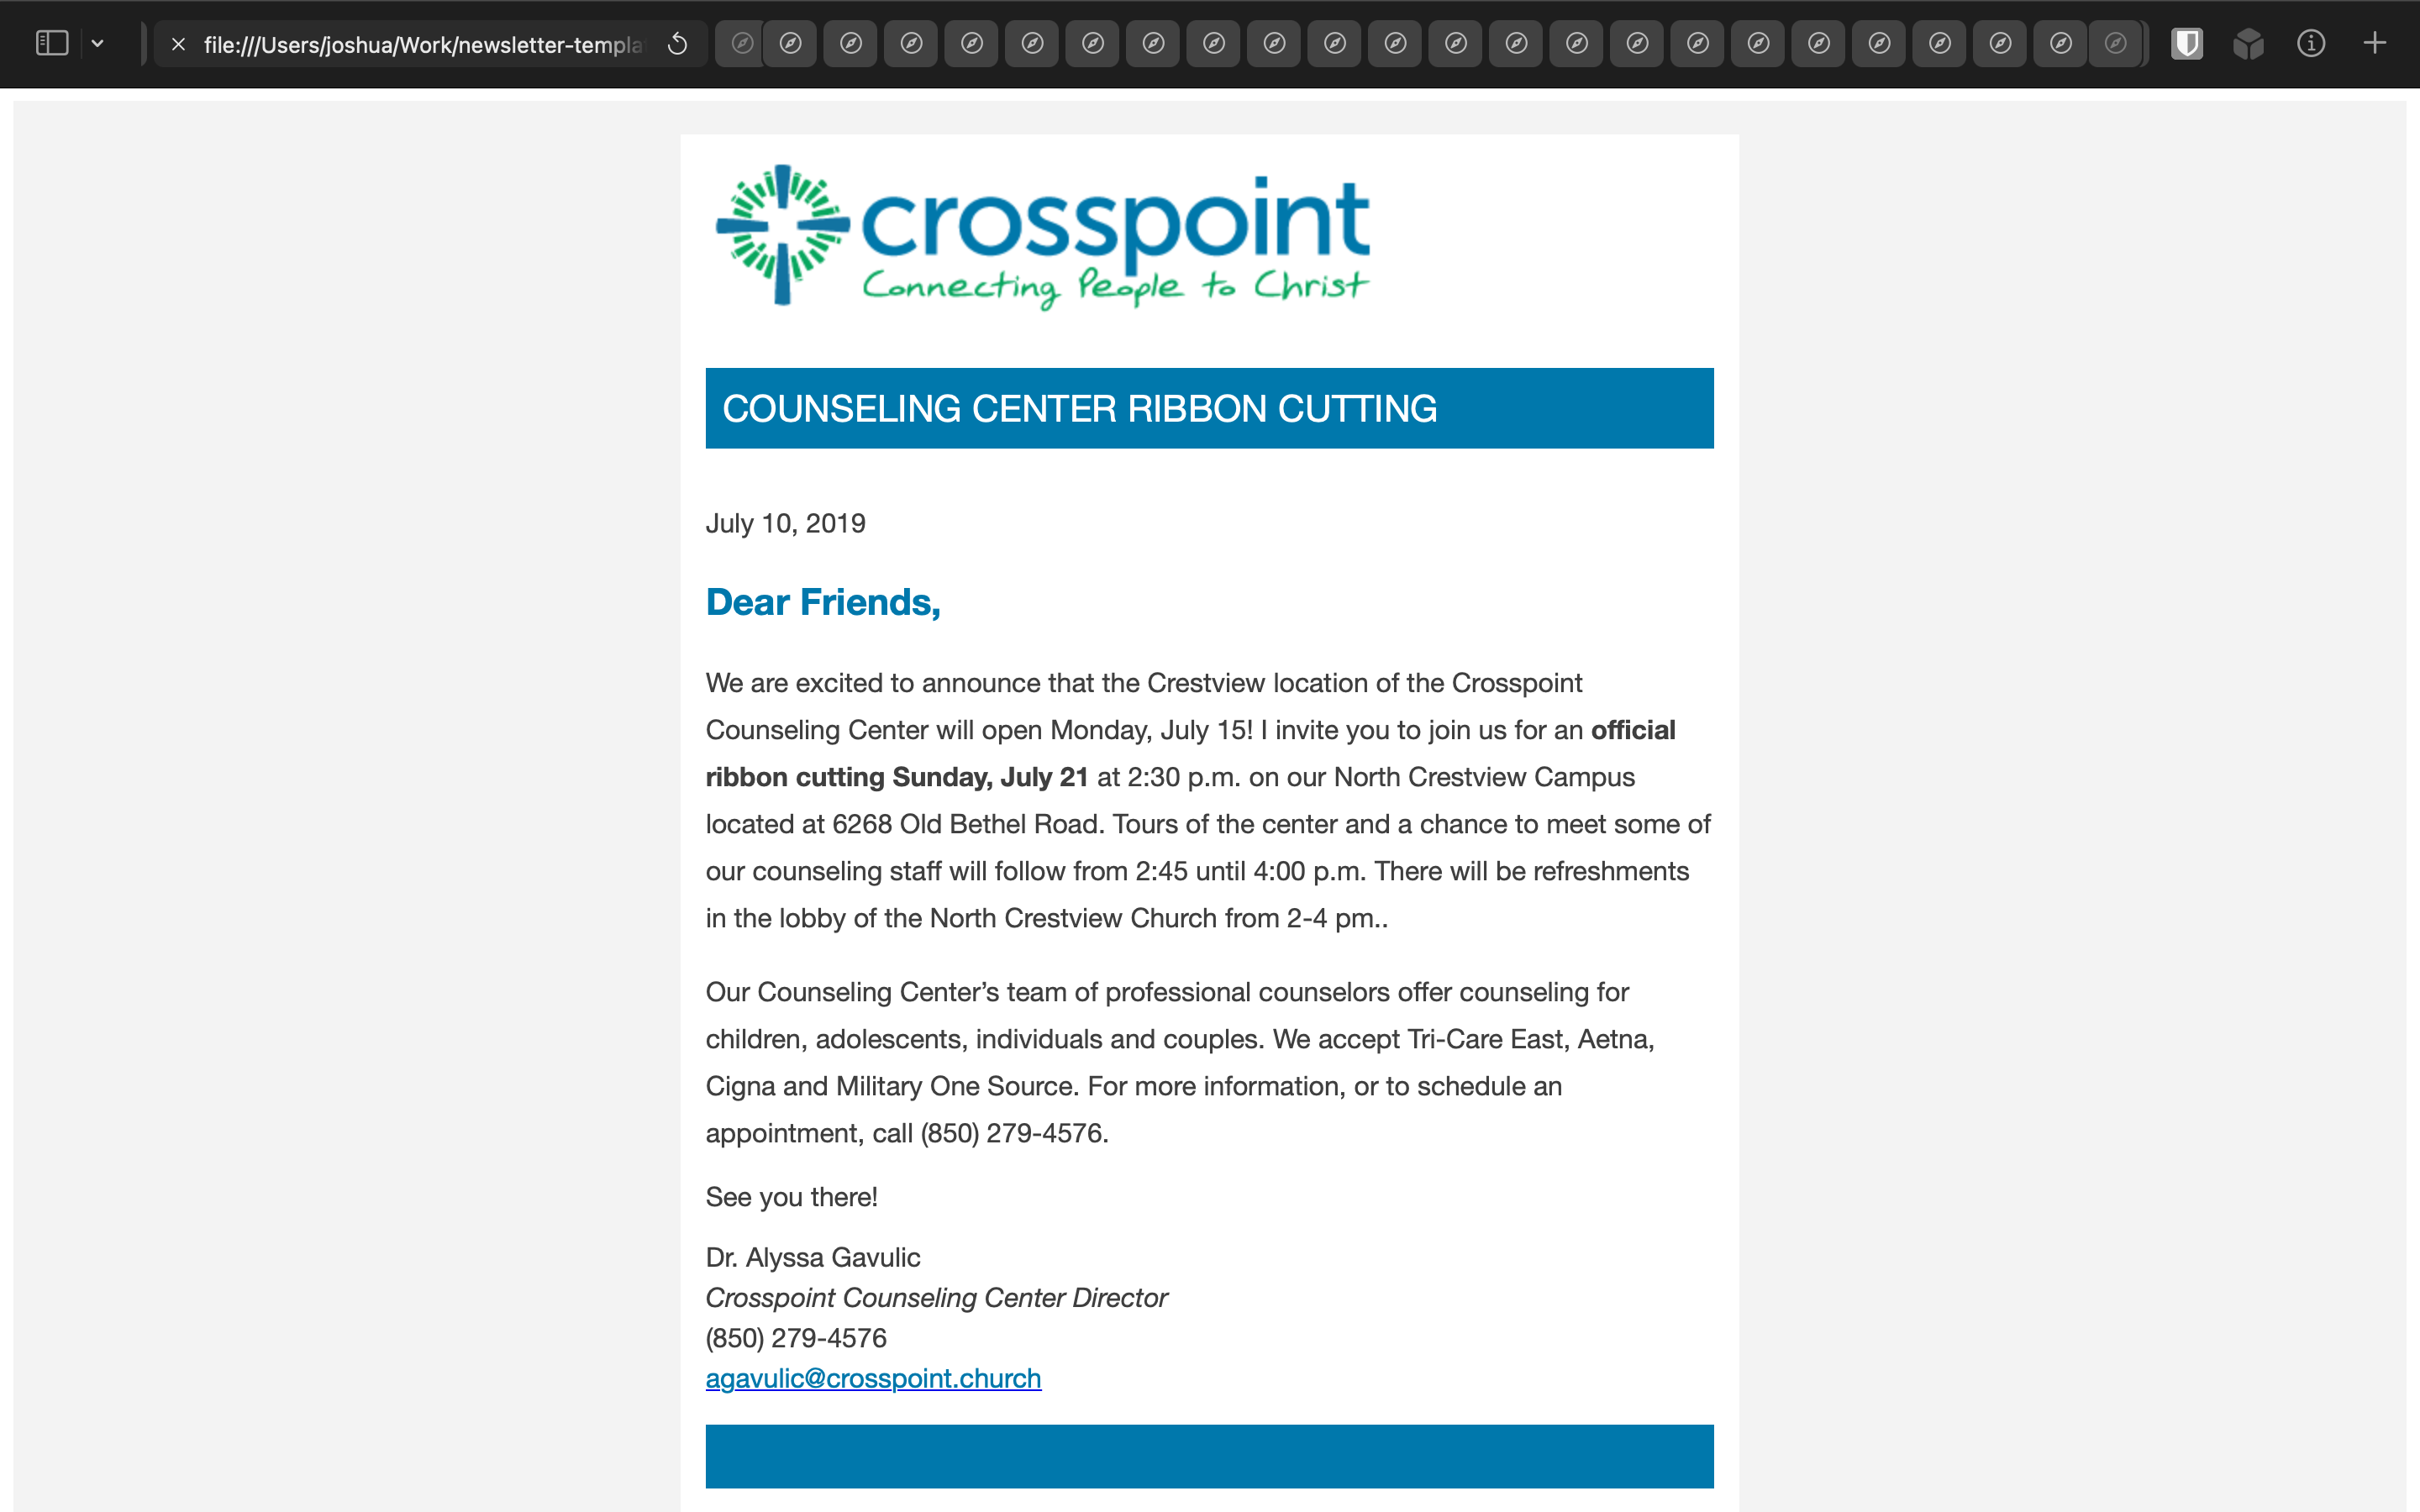 file:///Users/joshua/Work/newsletter-templa
crosspoint
Connecting People to Christ
COUNSELING CENTER RIBBON CUTTING
July 10, 2019
Dear Friends,
We are excited to announce that the Crestview location of the Crosspoint
Counseling Center will open Monday, July 15! I invite you to join us for an official
ribbon cutting Sunday, July 21 at 2:30 p.m. on our North Crestview Campus
located at 6268 Old Bethel Road. Tours of the center and a chance to meet some of
our counseling staff will follow from 2:45 until 4:00 p.m. There will be refreshments
in the lobby of the North Crestview Church from 2-4 pm..
Our Counseling Center’s team of professional counselors offer counseling for
children, adolescents, individuals and couples. We accept Tri-Care East, Aetna,
Cigna and Military One Source. For more information, or to schedule an
appointment, call (850) 279-4576.
See you there!
Dr. Alyssa Gavulic
Crosspoint Counseling Center Director
(850) 279-4576
agavulic@crosspoint.church